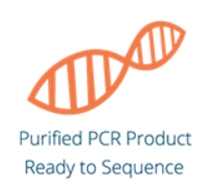 Purified PCR Product
Ready to Sequence